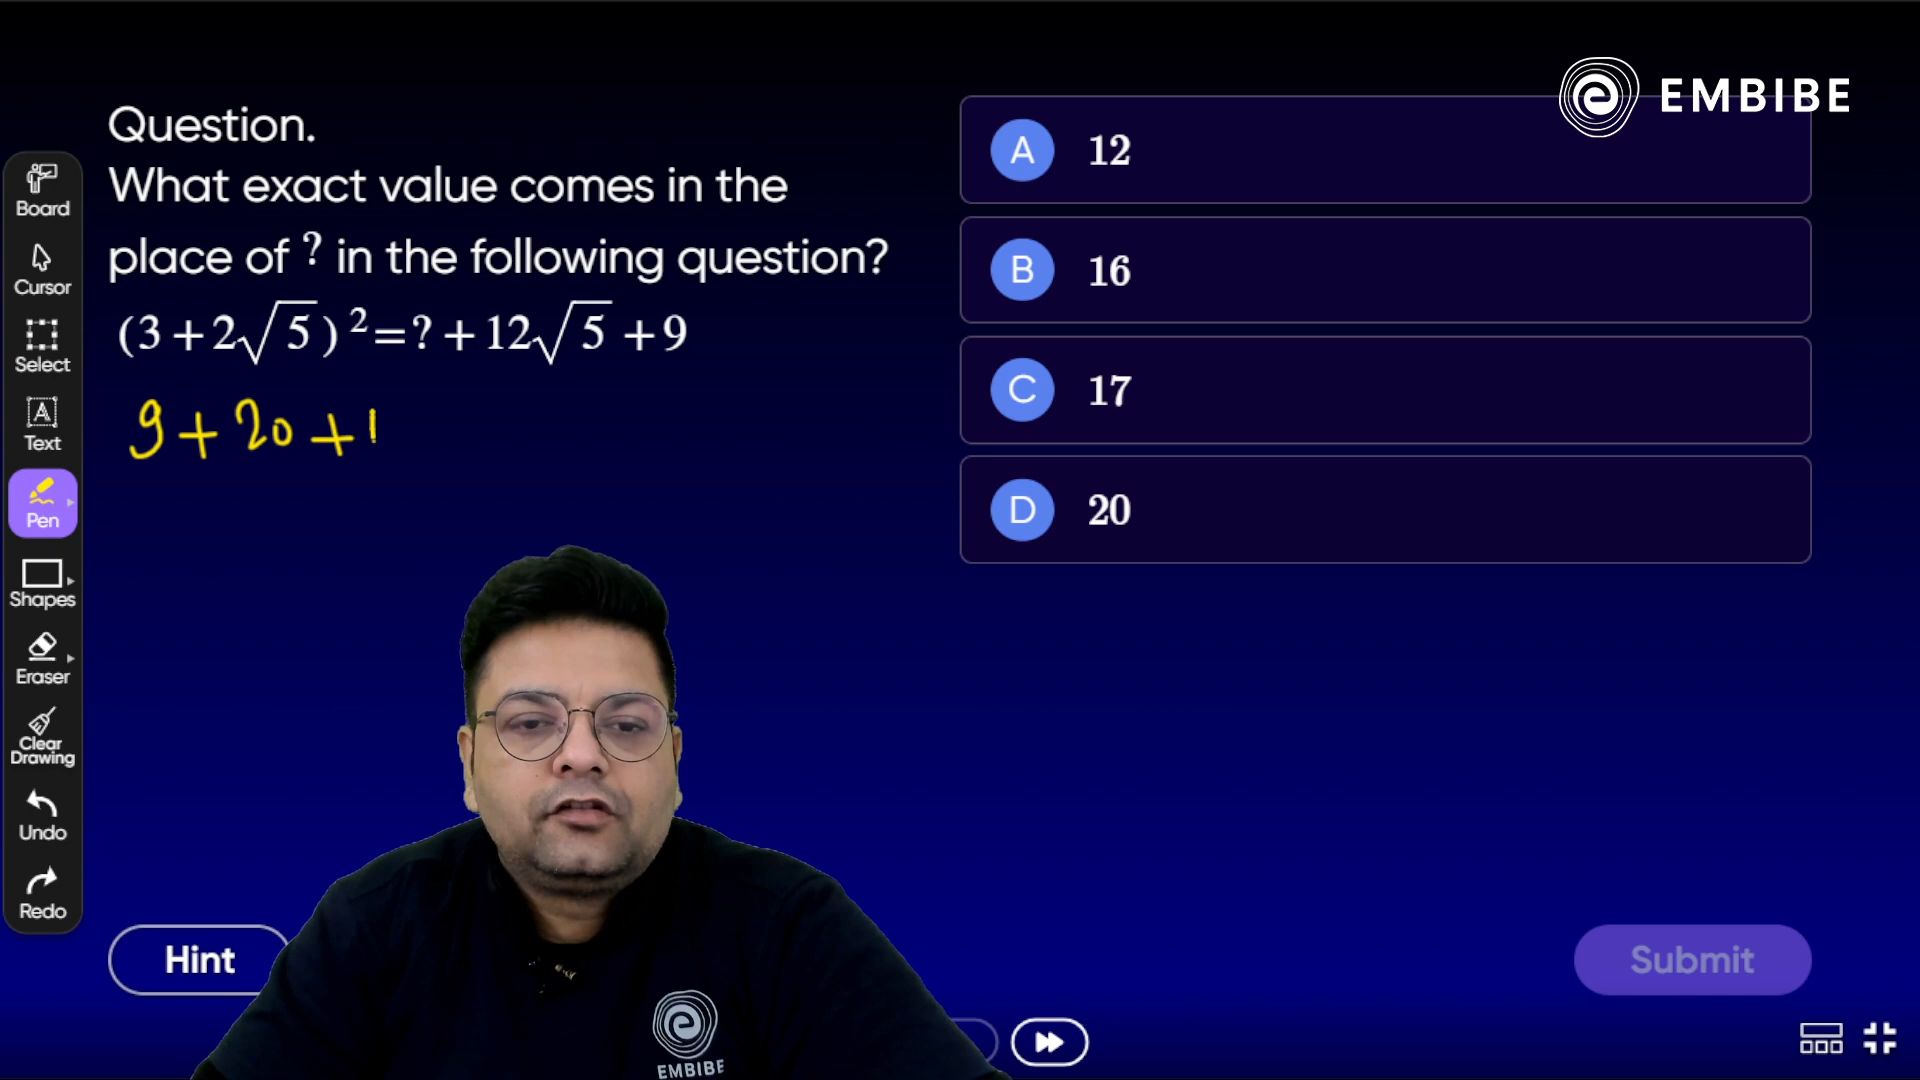 EMBIBE
Question.
What exact value comes in the
place of ? in the following question?
(3+2√5)²=?+12√5+9
9+20+1
A 12
B 16
C 17
D 20
Board
Cursor
Select
Text
Pen
Shapes
Eraser
Clear
Drawing
Undo
Redo
Hint
Submit
EMBIBE